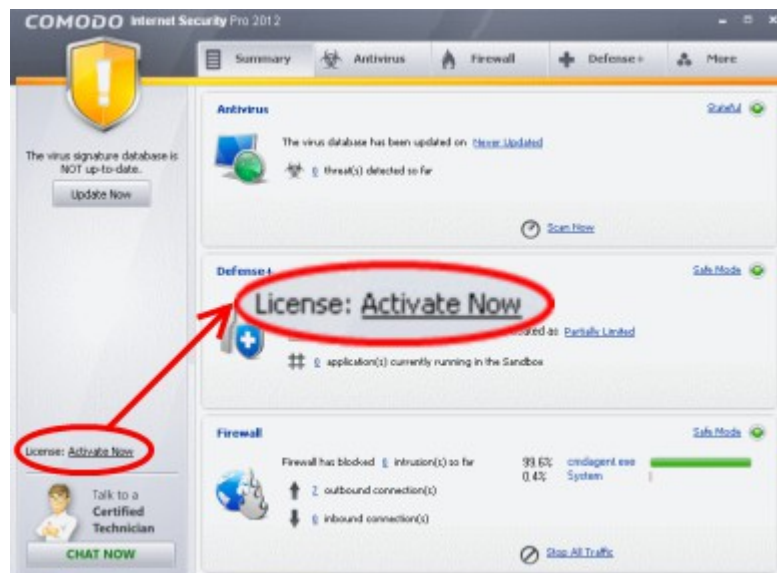 COMODO Internet Security Pro 2012
Summary
Antivirus
Firewall
Defense+
More
The virus signature database is
NOT up-to-date.
Update Now
License: Activate Now
Talk to a
Certified
Technician
CHAT NOW
Antivirus
Stateful
The virus database has been updated on Never Updated
0 threat(s) detected so far
Scan Now
Defense+
Safe Mode
License: Activate Now
as Partially Limited
0 application(s) currently running in the Sandbox
Firewall
Safe Mode
Firewall has blocked 0 intrusion(s) so far
2 outbound connection(s)
0 inbound connection(s)
99.6% cmdagent.exe
0.4% System
Stop All Traffic